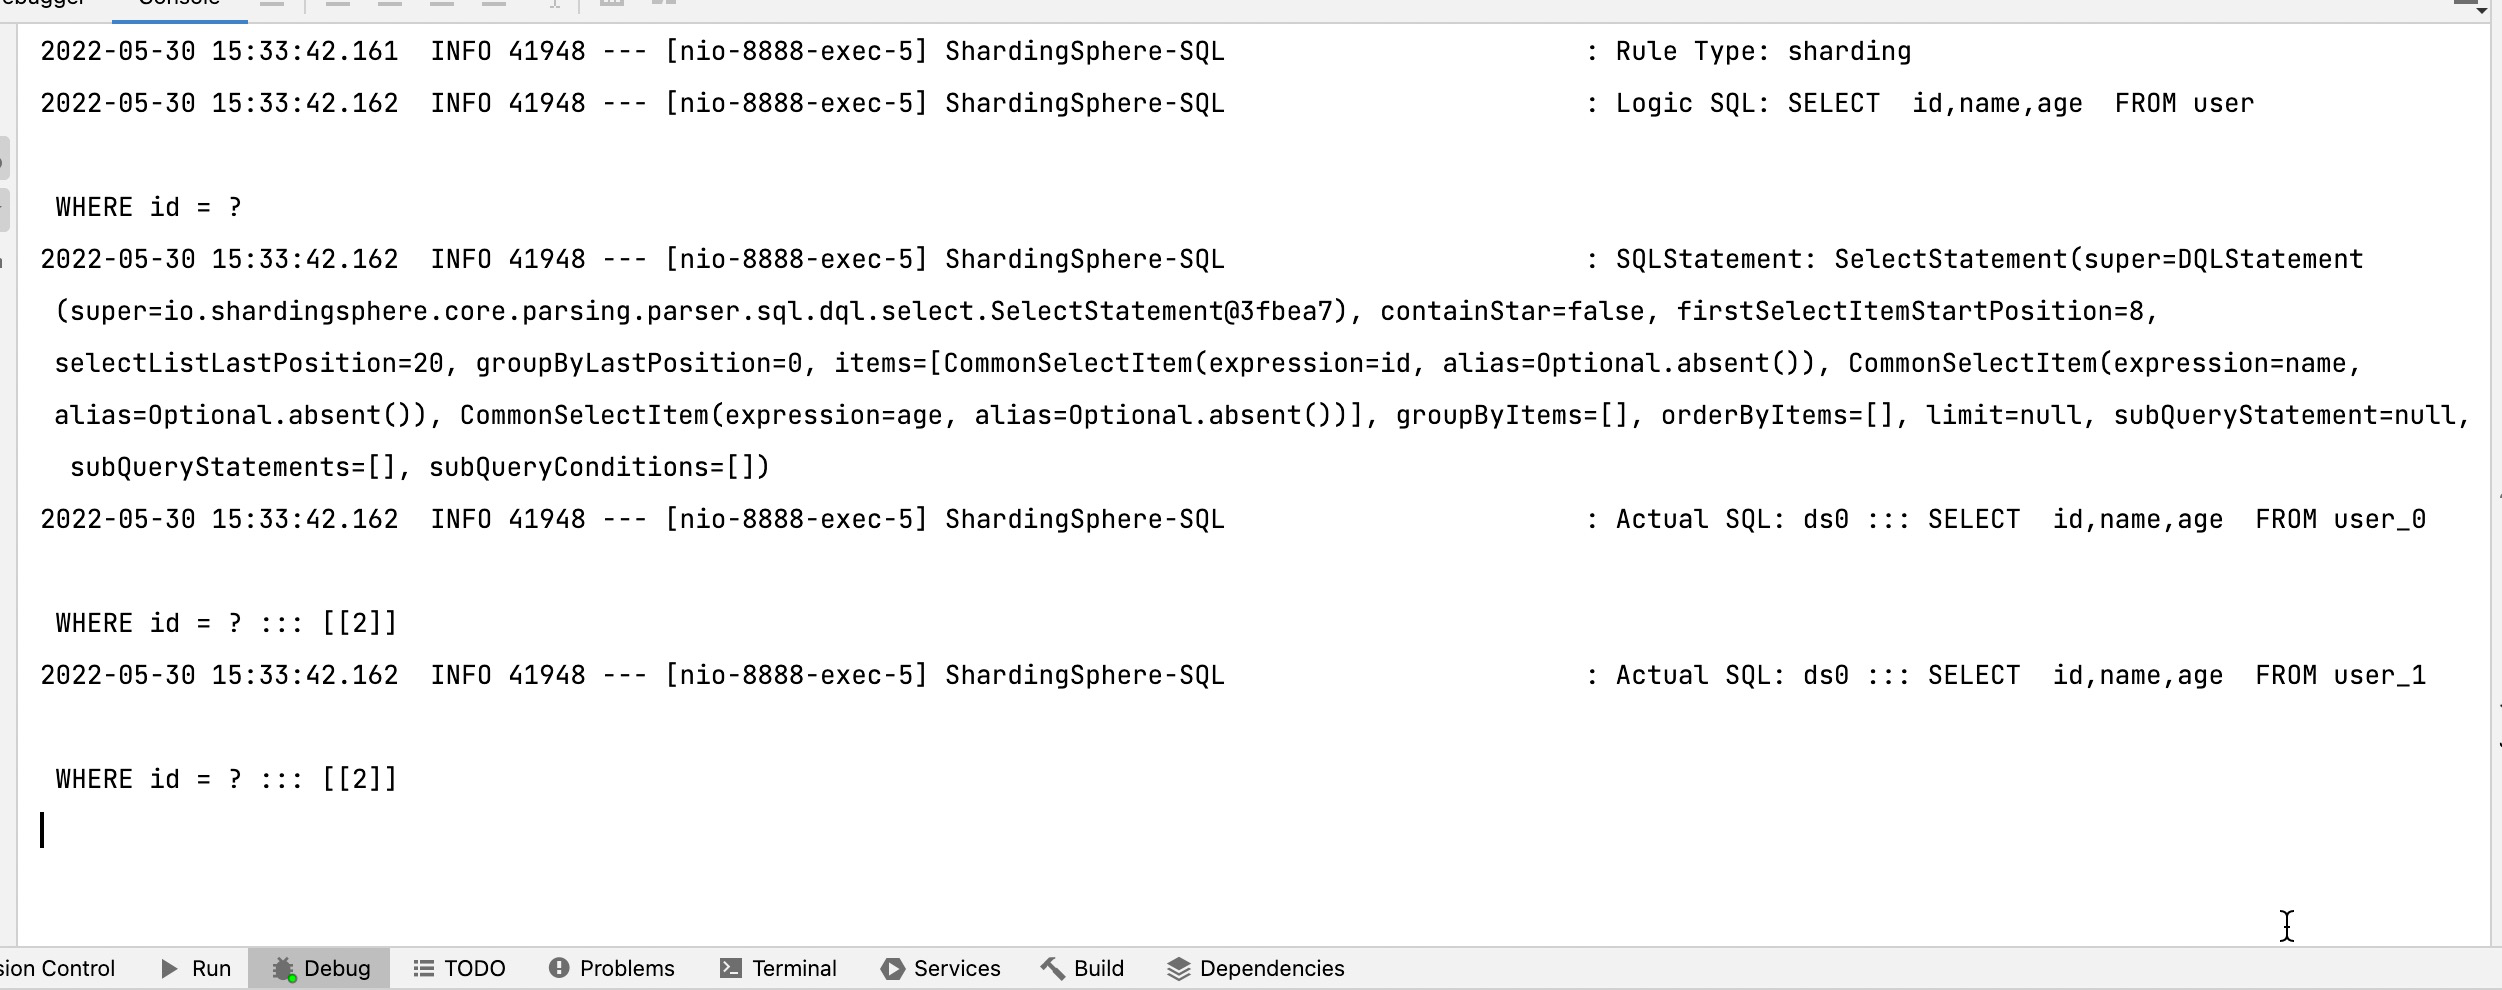 Console
2022-05-30 15:33:42.161  INFO 41948 --- [nio-8888-exec-5] ShardingSphere-SQL                       : Rule Type: sharding
2022-05-30 15:33:42.162  INFO 41948 --- [nio-8888-exec-5] ShardingSphere-SQL                       : Logic SQL: SELECT  id,name,age  FROM user
WHERE id = ?
2022-05-30 15:33:42.162  INFO 41948 --- [nio-8888-exec-5] ShardingSphere-SQL                       : SQLStatement: SelectStatement(super=DQLStatement
(super=io.shardingsphere.core.parsing.parser.sql.dql.select.SelectStatement@3fbea7), containStar=false, firstSelectItemStartPosition=8,
selectListLastPosition=20, groupByLastPosition=0, items=[CommonSelectItem(expression=id, alias=Optional.absent()), CommonSelectItem(expression=name,
alias=Optional.absent()), CommonSelectItem(expression=age, alias=Optional.absent())], groupByItems=[], orderByItems=[], limit=null, subQueryStatement=null,
subQueryStatements=[], subQueryConditions=[])
2022-05-30 15:33:42.162  INFO 41948 --- [nio-8888-exec-5] ShardingSphere-SQL                       : Actual SQL: ds0 ::: SELECT  id,name,age  FROM user_0
WHERE id = ? ::: [[2]]
2022-05-30 15:33:42.162  INFO 41948 --- [nio-8888-exec-5] ShardingSphere-SQL                       : Actual SQL: ds0 ::: SELECT  id,name,age  FROM user_1
WHERE id = ? ::: [[2]]
sion Control Run Debug TODO Problems Terminal Services Build Dependencies